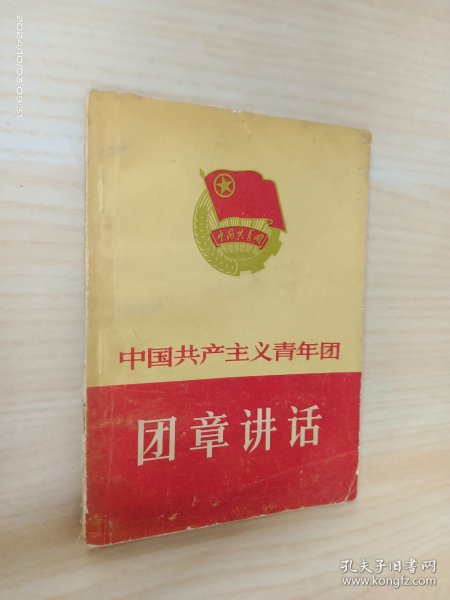 2024/10/05 09:31
中国共青团
中国共产主义青年团
团章讲话
孔夫子旧书网
www.kongfz.com